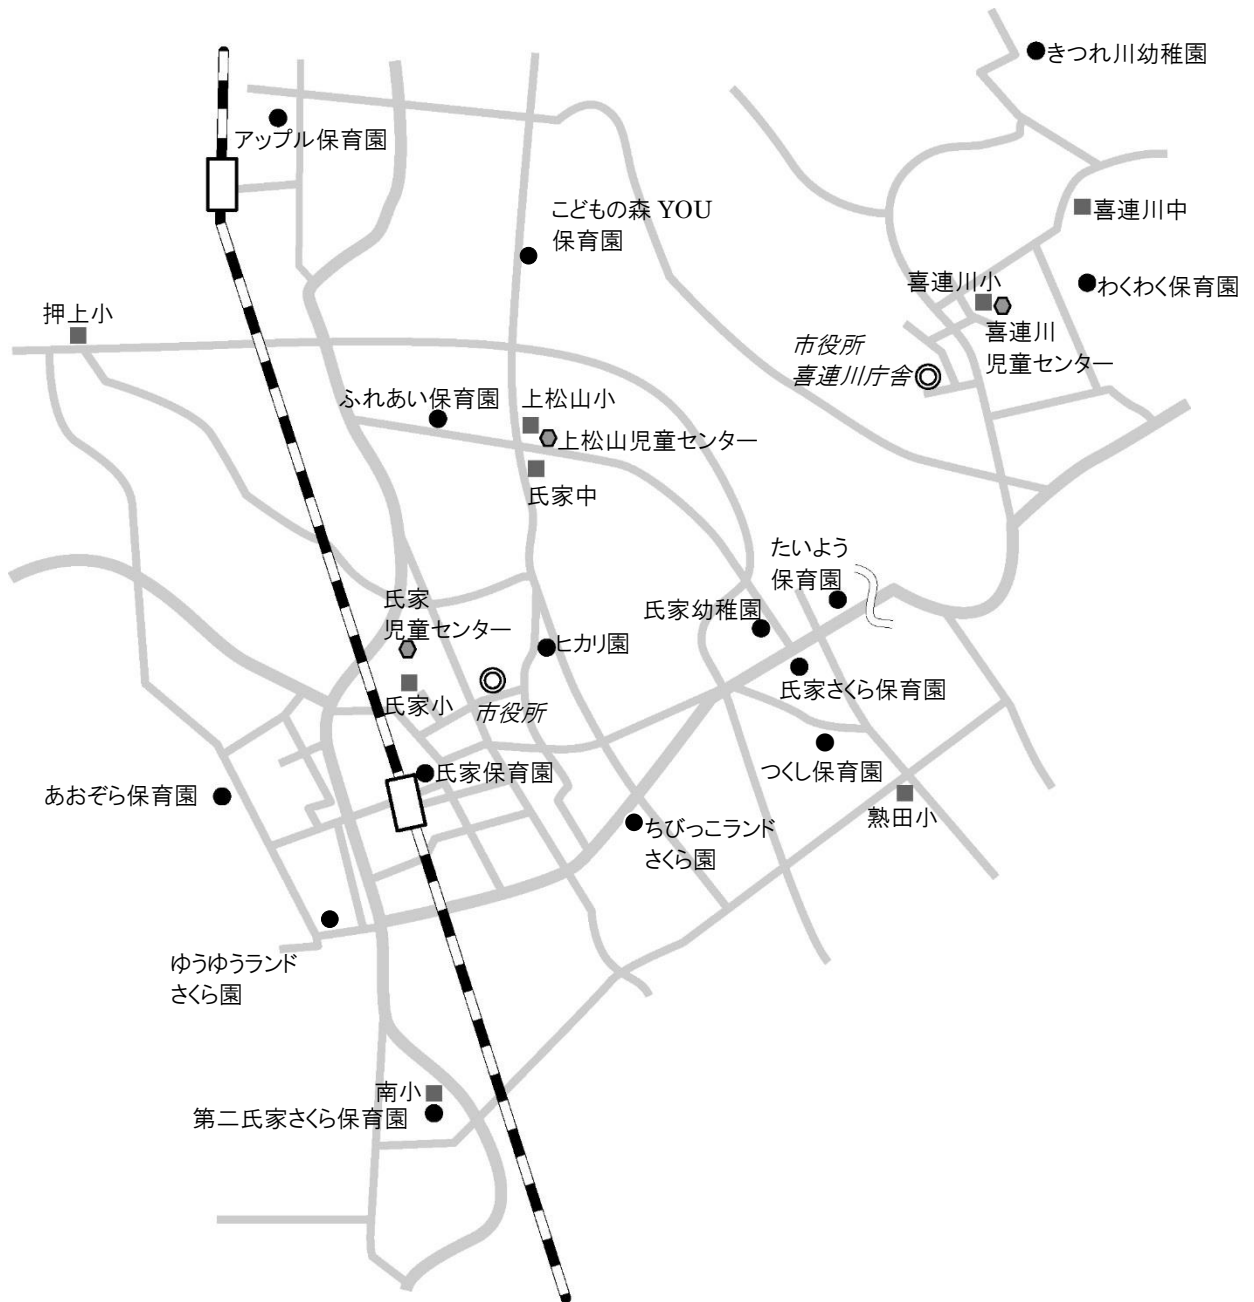 きつれ川幼稚園
アップル保育園
こどもの森 YOU
保育園
喜連川中
喜連川小
わくわく保育園
押上小
喜連川
児童センター
市役所
喜連川庁舎
ふれあい保育園
上松山小
上松山児童センター
氏家中
たいよう
保育園
氏家
児童センター
氏家幼稚園
ヒカリ園
氏家さくら保育園
氏家小
市役所
つくし保育園
氏家保育園
あおぞら保育園
熟田小
ちびっこランド
さくら園
ゆうゆうランド
さくら園
南小
第二氏家さくら保育園